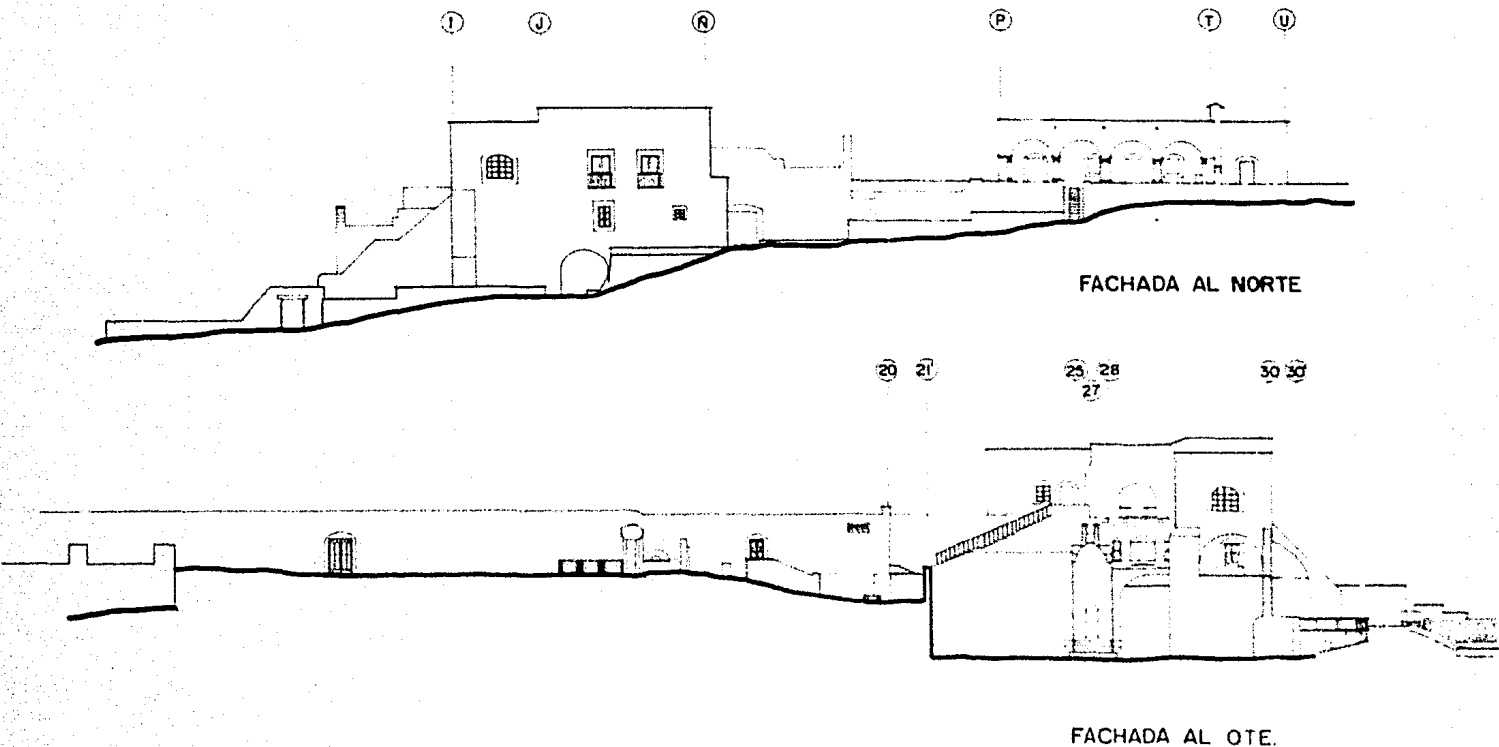 I J Ñ P T U
FACHADA AL NORTE
20 21 25 28 30 30'
27
FACHADA AL OTE.